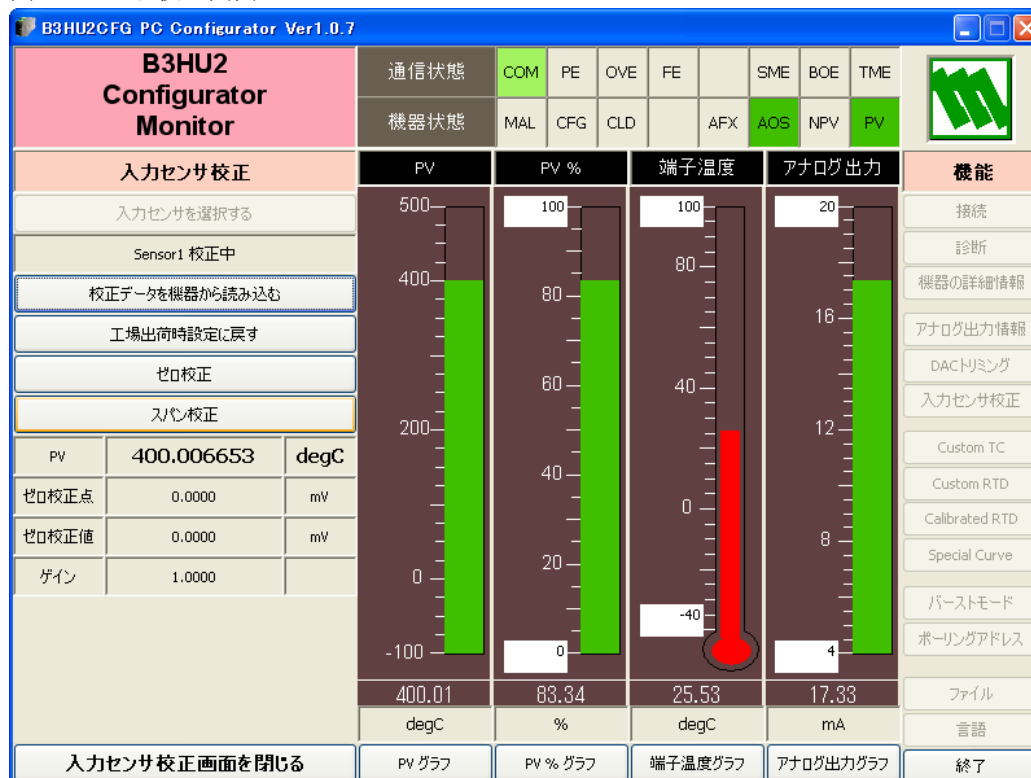 B3HU2CFG PC Configurator Ver1.0.7
B3HU2
Configurator
Monitor
通信状態 COM PE OVE FE SME BOE TME
機器状態 MAL CFG CLD AFX AOS NPV PV
入力センサ校正
入力センサを選択する
Sensor1 校正中
校正データを機器から読み込む
工場出荷時設定に戻す
ゼロ校正
スパン校正
PV 400.006653 degC
ゼロ校正点 0.0000 mV
ゼロ校正値 0.0000 mV
ゲイン 1.0000
入力センサ校正画面を閉じる
PV
500
400
200
0
-100
400.01
degC
PV グラフ
PV %
100
80
60
40
20
0
83.34
%
PV % グラフ
端子温度
100
80
40
0
-40
25.53
degC
端子温度グラフ
アナログ出力
20
16
12
8
4
17.33
mA
アナログ出力グラフ
機能
接続
診断
機器の詳細情報
アナログ出力情報
DACトリミング
入力センサ校正
Custom TC
Custom RTD
Calibrated RTD
Special Curve
バーストモード
ポーリングアドレス
ファイル
言語
終了